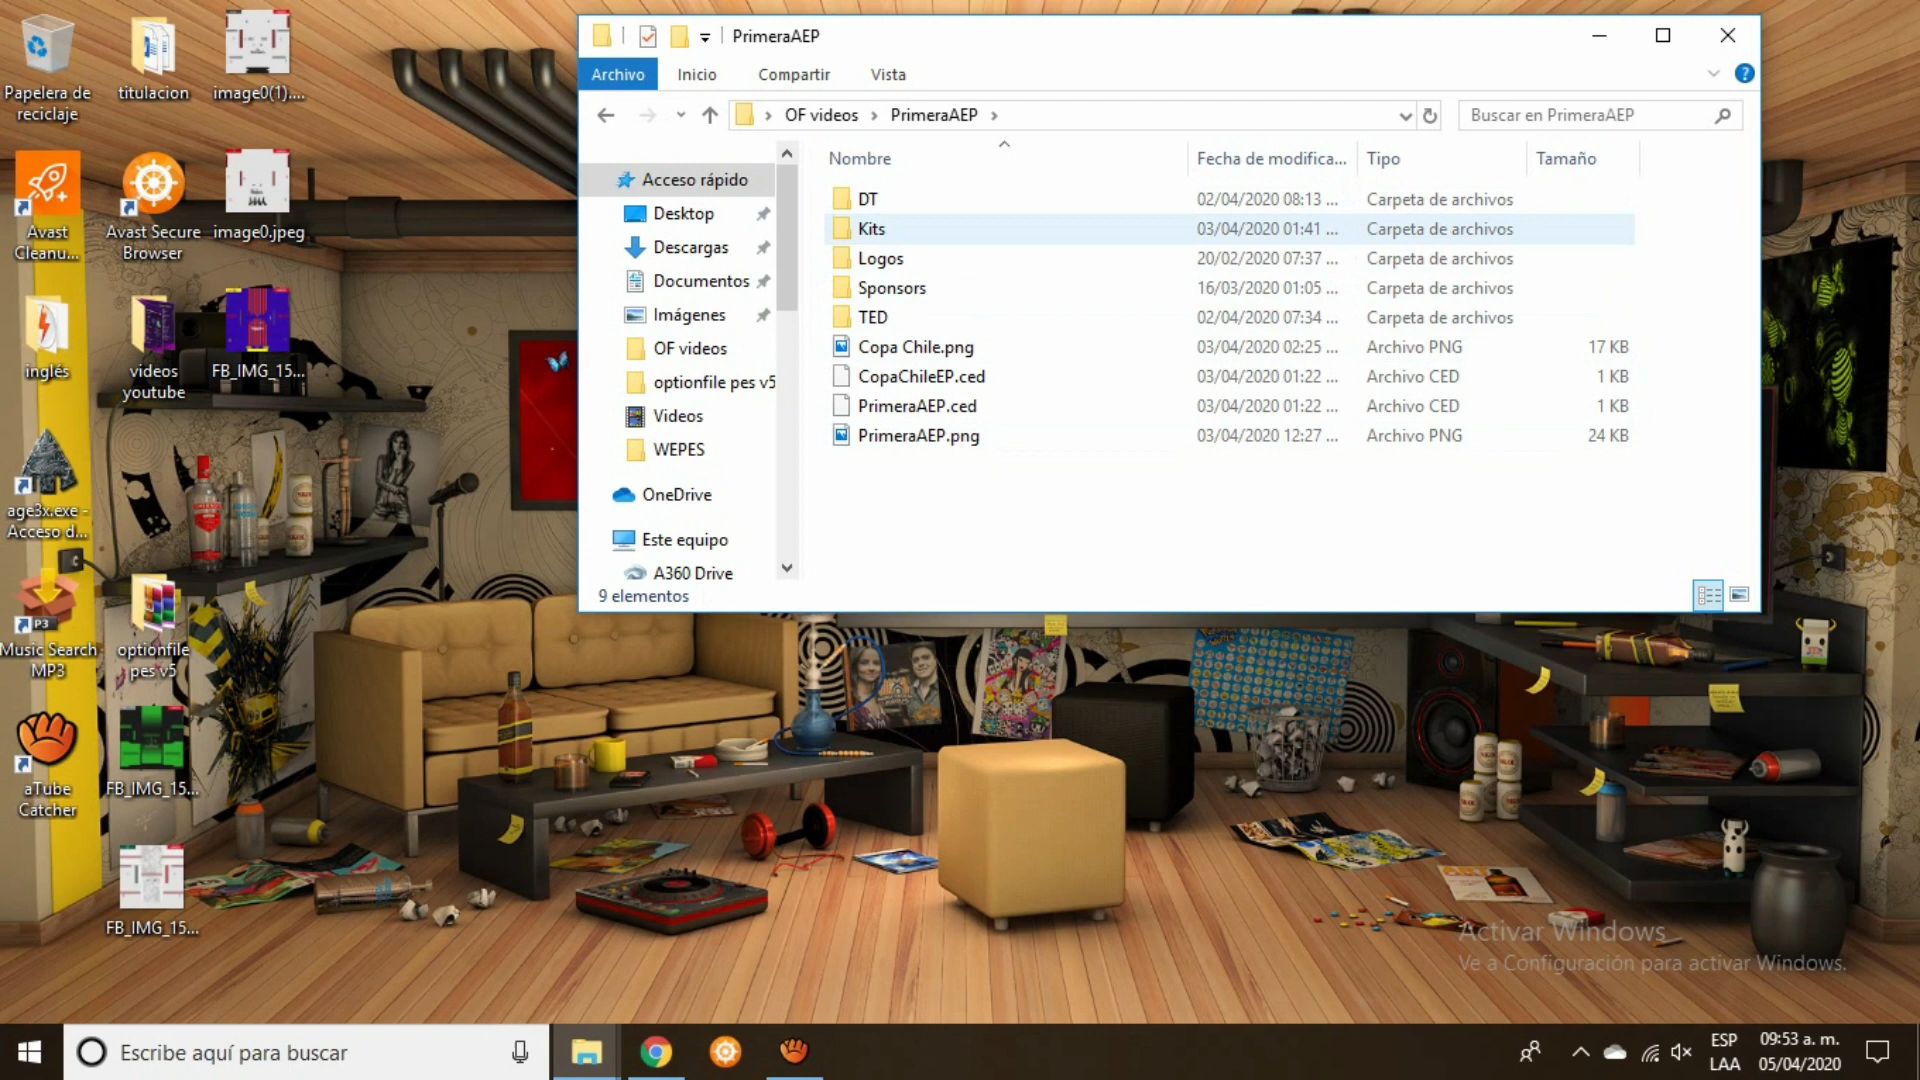 Papelera de
reciclaje
titulacion
image0(1)....
Avast
Cleanu...
Avast Secure
Browser
image0.jpeg
inglés
videos
youtube
FB_IMG_15...
age3x.exe -
Acceso d...
P3
Music Search
MP3
optionfile
pes v5
aTube
Catcher
FB_IMG_15...
FB_IMG_15...
PrimeraAEP
Archivo
Inicio
Compartir
Vista
OF videos
PrimeraAEP
Buscar en PrimeraAEP
Acceso rápido
Desktop
Descargas
Documentos
Imágenes
OF videos
optionfile pes v5
Videos
WEPES
OneDrive
Este equipo
A360 Drive
Nombre Fecha de modifica... Tipo Tamaño
DT 02/04/2020 08:13 ... Carpeta de archivos
Kits 03/04/2020 01:41 ... Carpeta de archivos
Logos 20/02/2020 07:37 ... Carpeta de archivos
Sponsors 16/03/2020 01:05 ... Carpeta de archivos
TED 02/04/2020 07:34 ... Carpeta de archivos
Copa Chile.png 03/04/2020 02:25 ... Archivo PNG 17 KB
CopaChileEP.ced 03/04/2020 01:22 ... Archivo CED 1 KB
PrimeraAEP.ced 03/04/2020 01:22 ... Archivo CED 1 KB
PrimeraAEP.png 03/04/2020 12:27 ... Archivo PNG 24 KB
9 elementos
Activar Windows
Ve a Configuración para activar Windows.
Escribe aquí para buscar
ESP
LAA
09:53 a. m.
05/04/2020